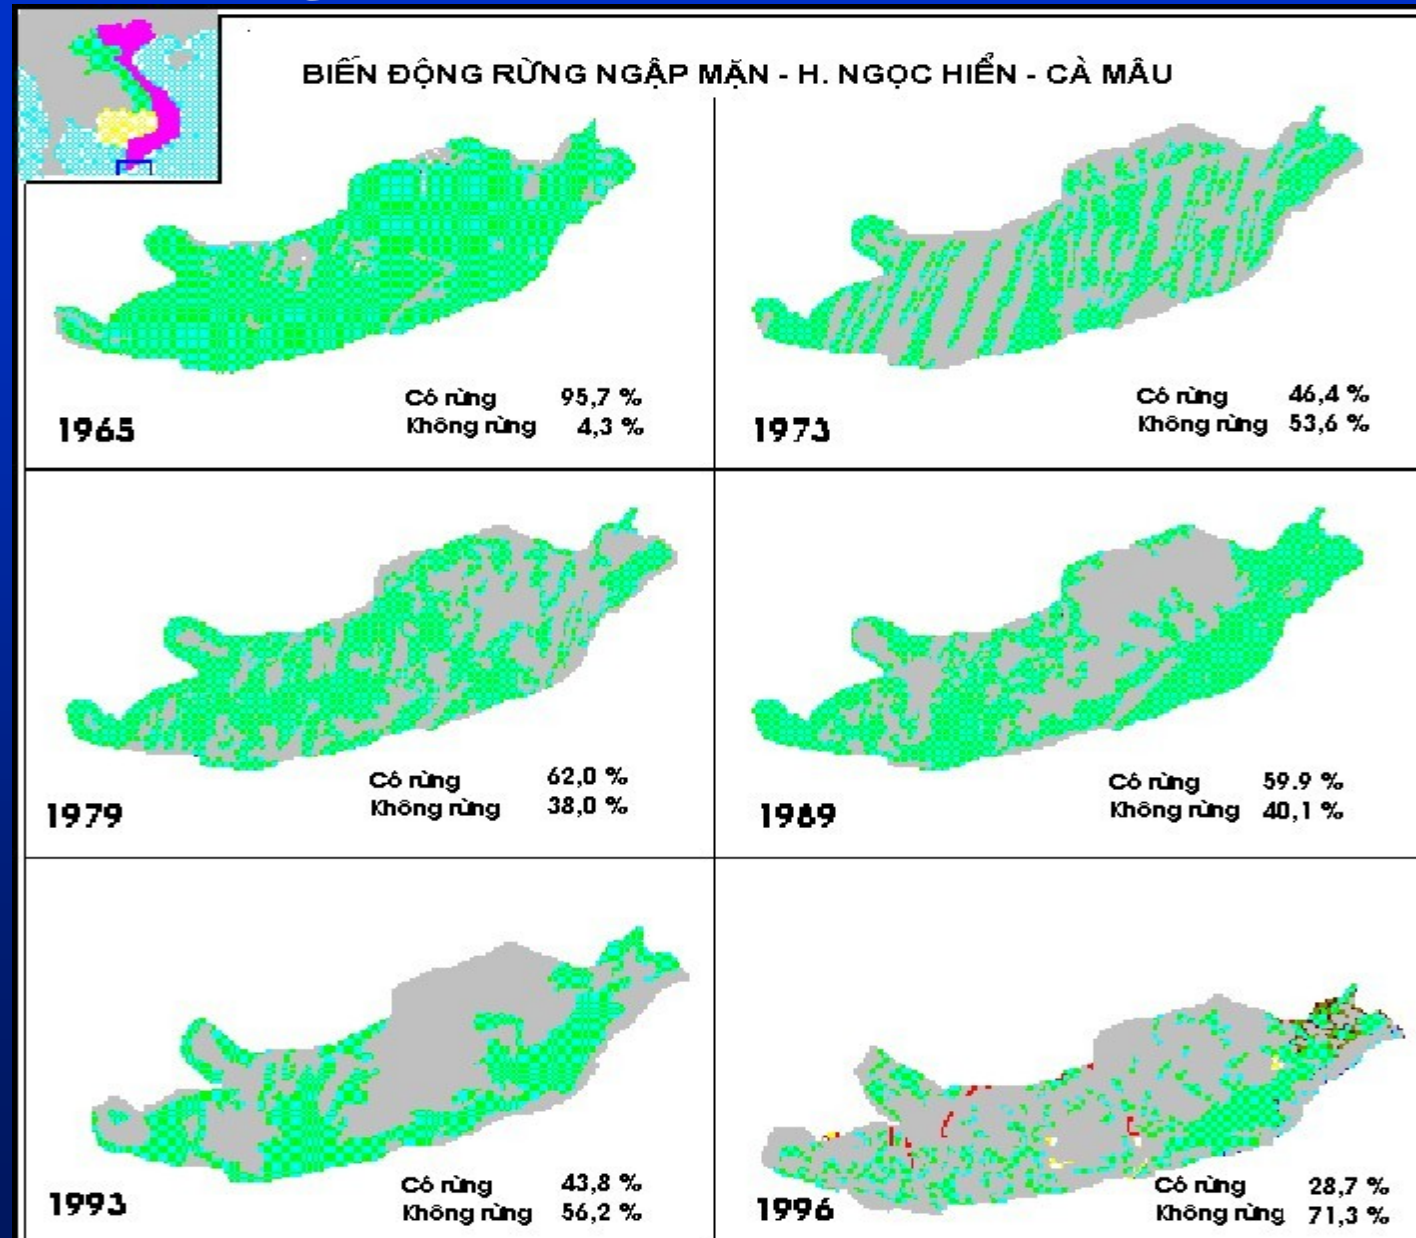 BIẾN ĐỘNG RỪNG NGẬP MẶN - H. NGỌC HIỂN - CÀ MÂU
Có rừng 95,7 %
Không rừng 4,3 %
1965
Có rừng 46,4 %
Không rừng 53,6 %
1973
Có rừng 62,0 %
Không rừng 38,0 %
1979
Có rừng 59.9 %
Không rừng 40,1 %
1989
Có rừng 43,8 %
Không rừng 56,2 %
1993
Có rừng 28,7 %
Không rừng 71,3 %
1996